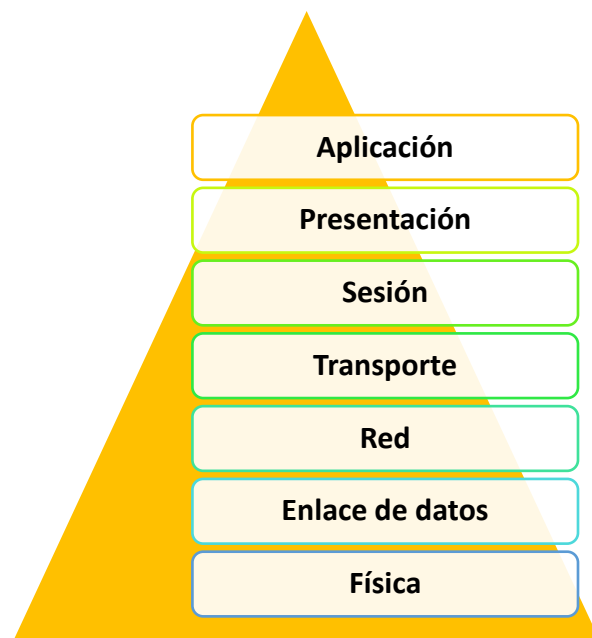 Aplicación
Presentación
Sesión
Transporte
Red
Enlace de datos
Física